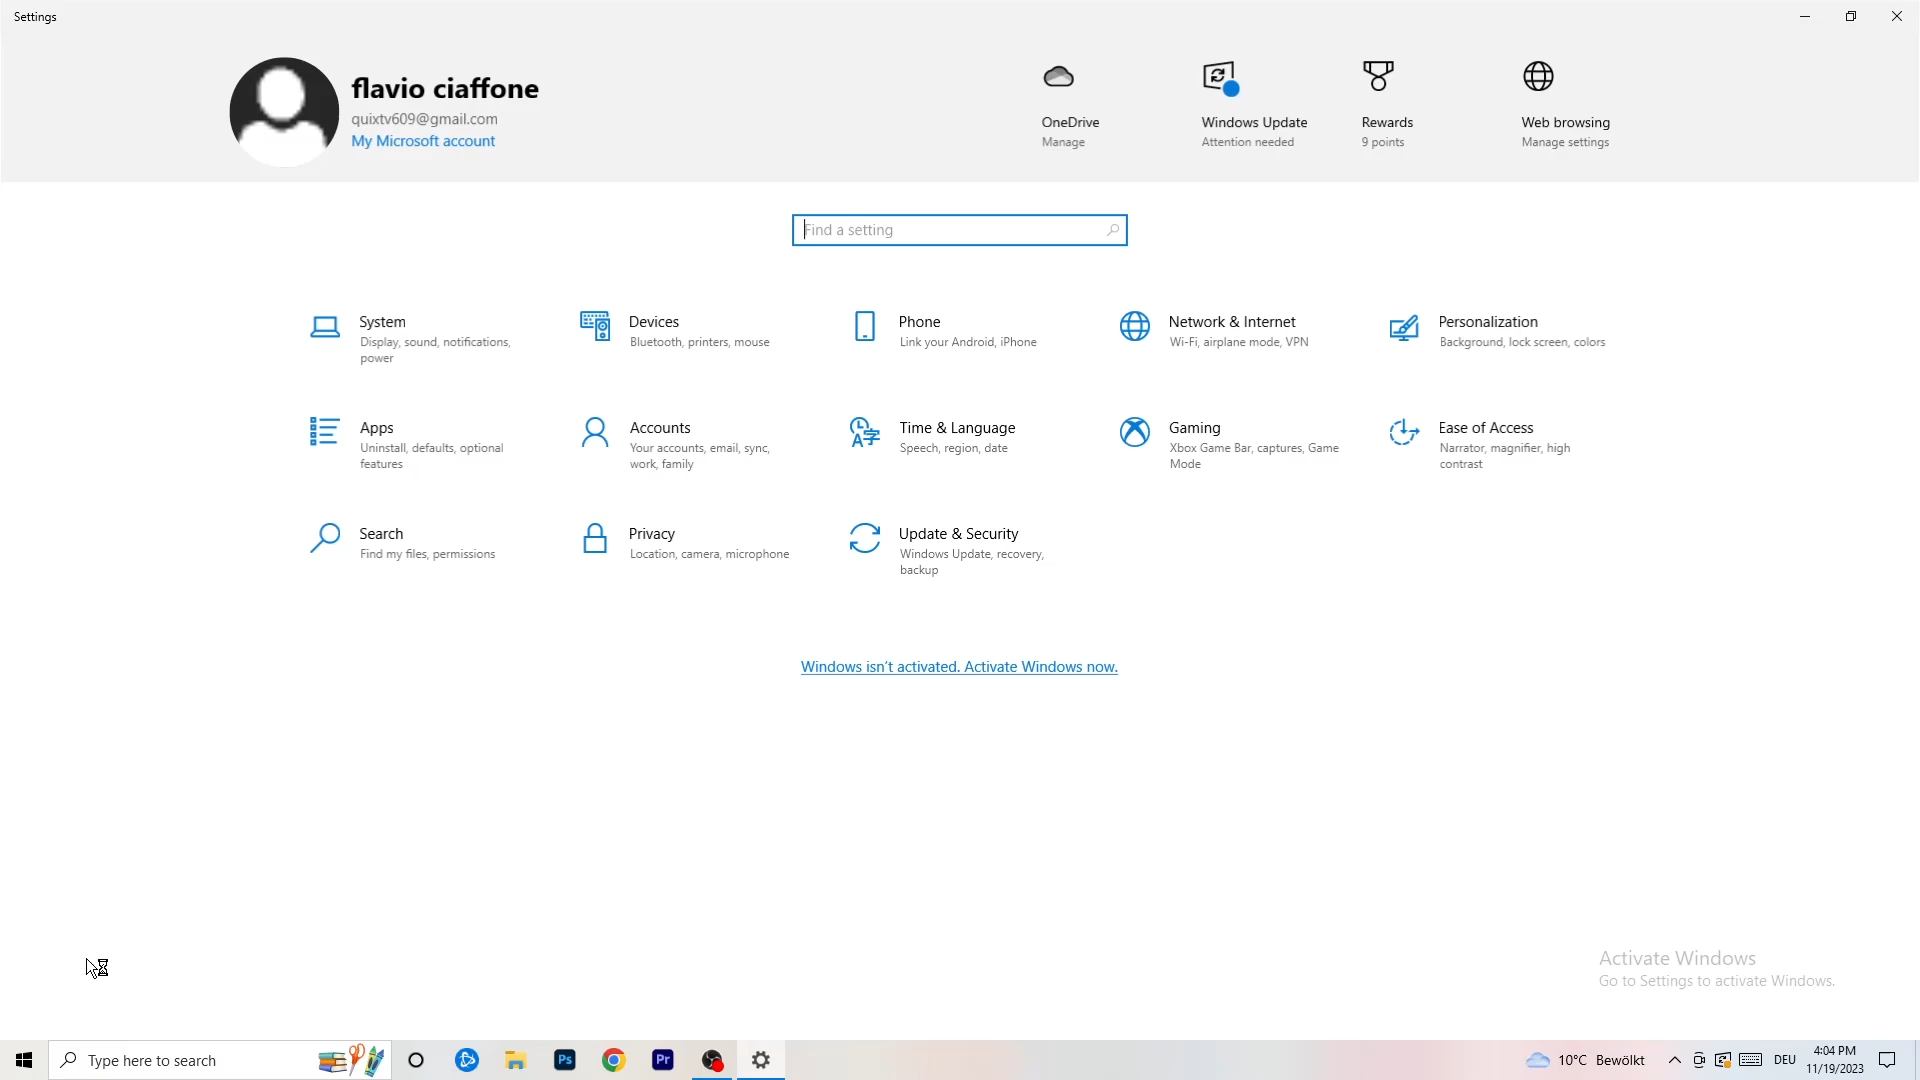 Settings
flavio ciaffone
quixtv609@gmail.com
My Microsoft account
OneDrive
Manage
Windows Update
Attention needed
Rewards
9 points
Web browsing
Manage settings
Find a setting
System
Display, sound, notifications,
power
Devices
Bluetooth, printers, mouse
Phone
Link your Android, iPhone
Network & Internet
Wi-Fi, airplane mode, VPN
Personalization
Background, lock screen, colors
Apps
Uninstall, defaults, optional
features
Accounts
Your accounts, email, sync,
work, family
Time & Language
Speech, region, date
Gaming
Xbox Game Bar, captures, Game
Mode
Ease of Access
Narrator, magnifier, high
contrast
Search
Find my files, permissions
Privacy
Location, camera, microphone
Update & Security
Windows Update, recovery,
backup
Windows isn't activated. Activate Windows now.
Activate Windows
Go to Settings to activate Windows.
Type here to search
Ps
Pr
10°C Bewölkt
DEU
4:04 PM
11/19/2023